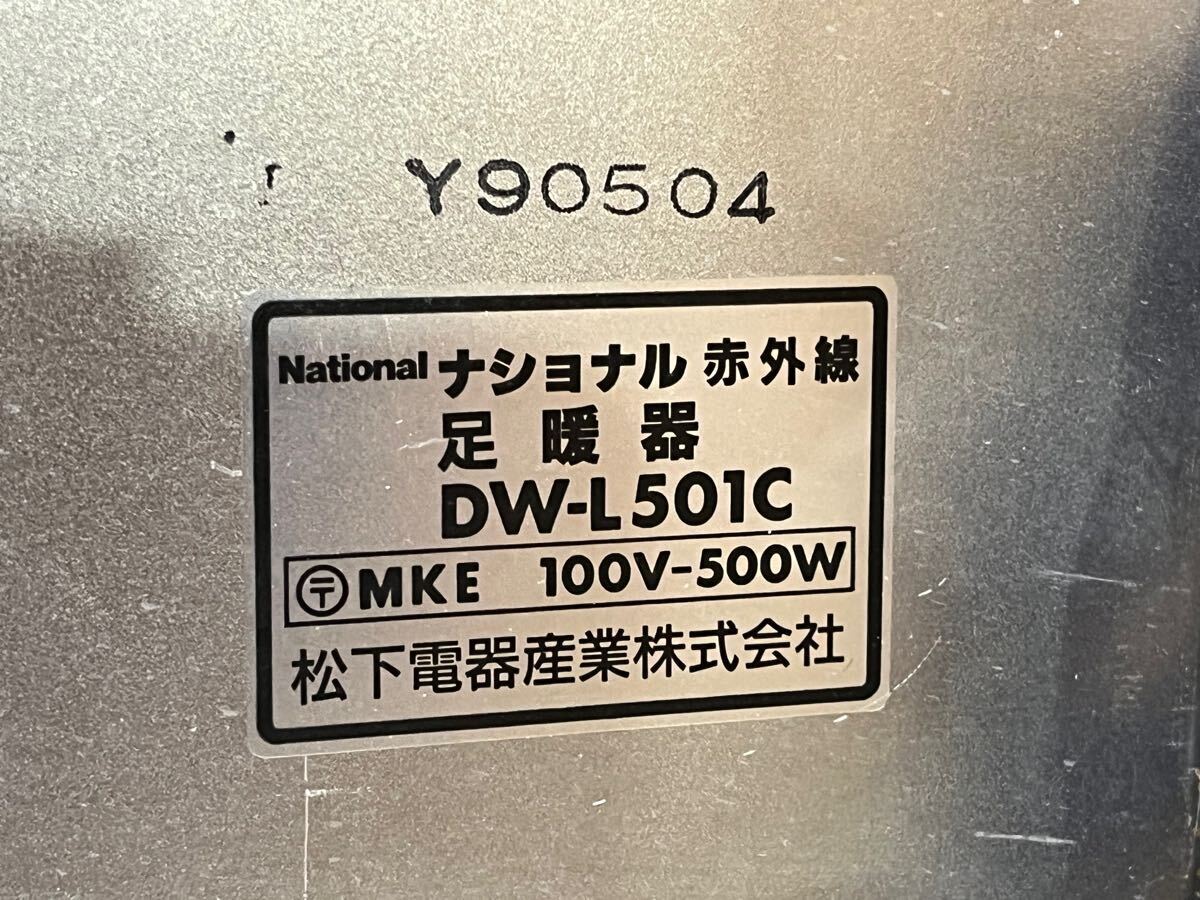 Y90504
National ナショナル 赤外線
足暖器
DW-L501C
〶MKE 100V-500W
松下電器産業株式会社